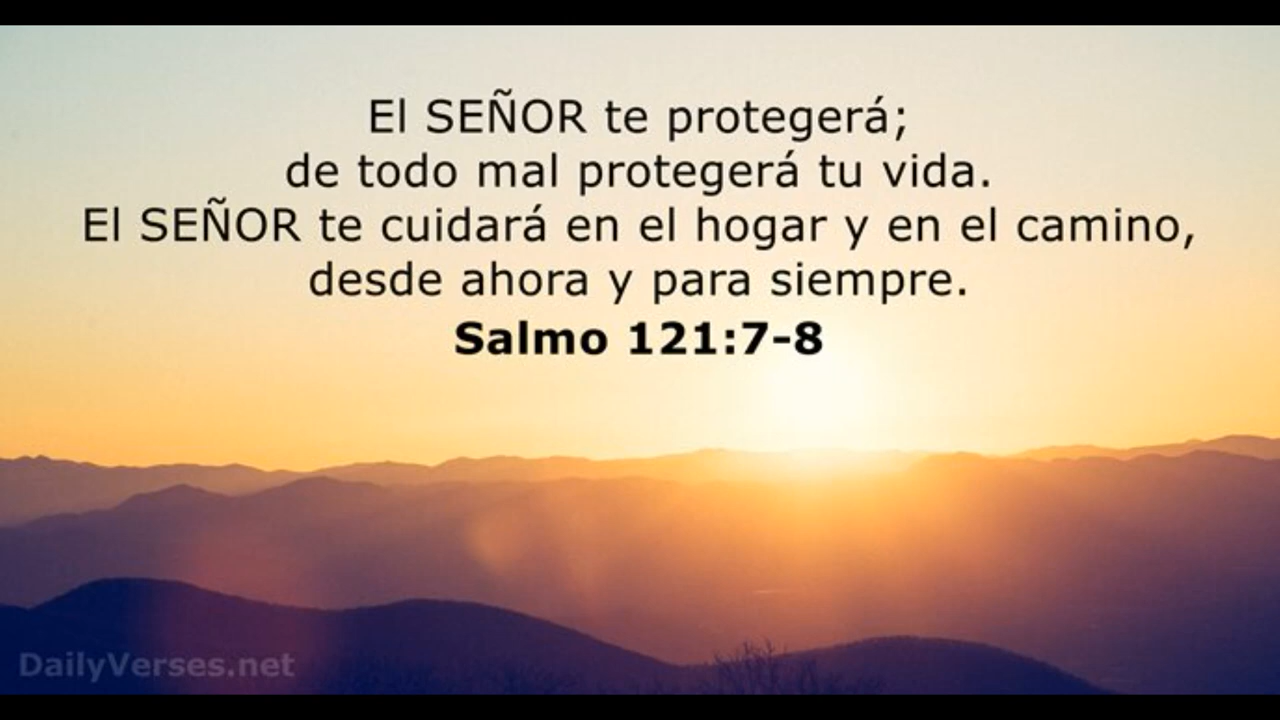 El SEÑOR te protegerá;
de todo mal protegerá tu vida.
El SEÑOR te cuidará en el hogar y en el camino,
desde ahora y para siempre.
Salmo 121:7-8
DailyVerses.net